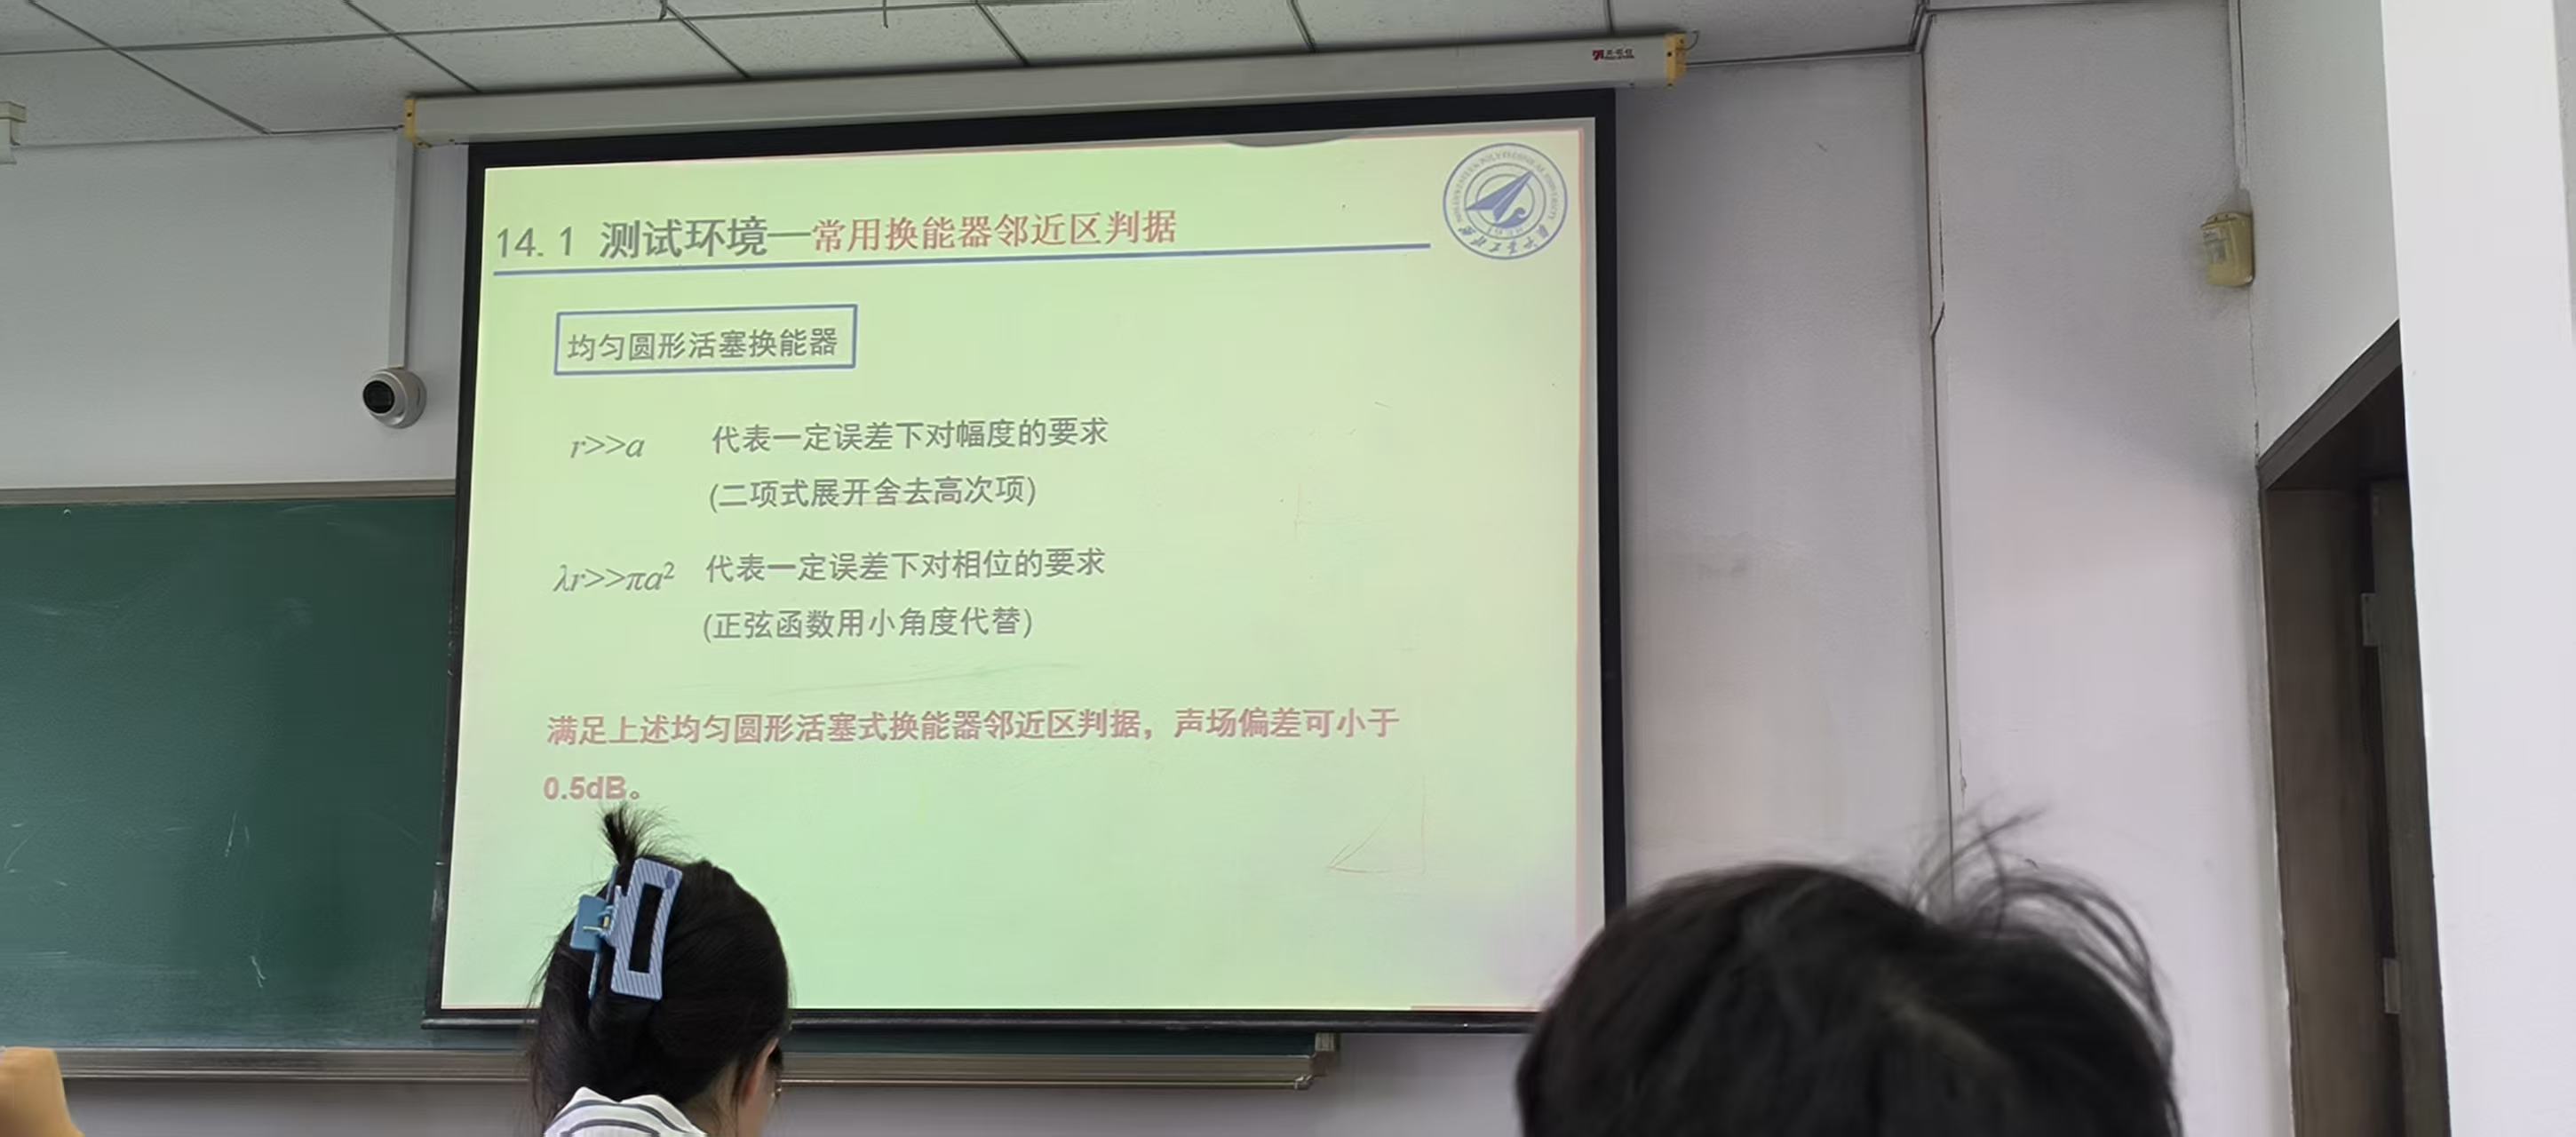 14.1 测试环境—常用换能器邻近区判据
均匀圆形活塞换能器
r>>a 代表一定误差下对幅度的要求
(二项式展开舍去高次项)
λr>>πa² 代表一定误差下对相位的要求
(正弦函数用小角度代替)
满足上述均匀圆形活塞式换能器邻近区判据，声场偏差可小于
0.5dB。